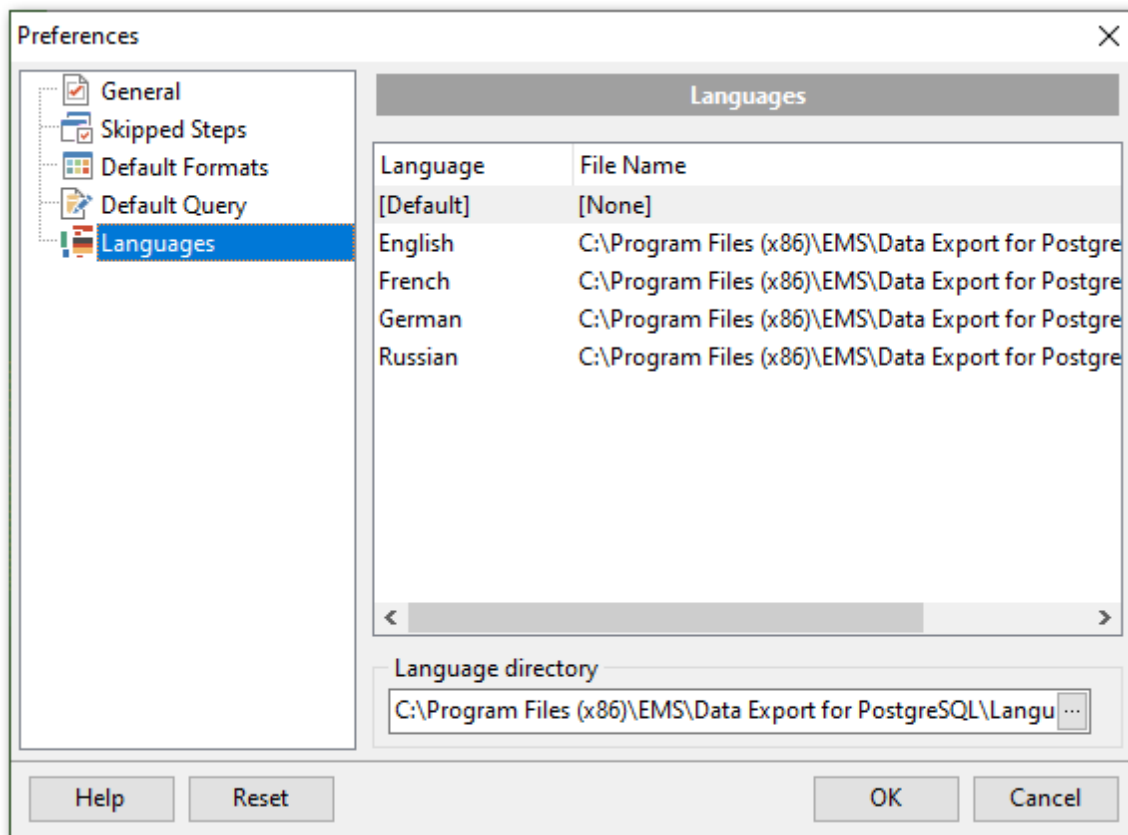 Preferences
General
Skipped Steps
Default Formats
Default Query
Languages
Languages
Language File Name
[Default] [None]
English C:\Program Files (x86)\EMS\Data Export for Postgre
French C:\Program Files (x86)\EMS\Data Export for Postgre
German C:\Program Files (x86)\EMS\Data Export for Postgre
Russian C:\Program Files (x86)\EMS\Data Export for Postgre
Language directory
C:\Program Files (x86)\EMS\Data Export for PostgreSQL\Langu ...
Help Reset OK Cancel